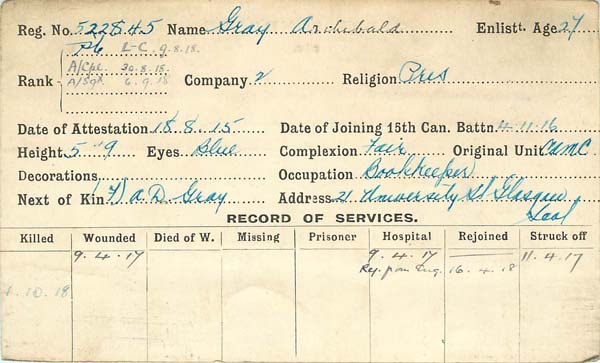 Reg. No. 522845 Name Gray Archibald Enlistt. Age 27
Pte L-C 9.8.18.
A/Cpl 30.8.18.
Rank A/Sgt 6.9.18 Company 2 Religion Pres
Date of Attestation 18.8.15 Date of Joining 15th Can. Battn 4.11.16
Height 5 9 Eyes Blue Complexion Fair Original Unit CAMC
Decorations Occupation Bookkeeper
Next of Kin (F) A. D. Gray Address 21 University St Glasgow
Scot
RECORD OF SERVICES.
Killed Wounded Died of W. Missing Prisoner Hospital Rejoined Struck off
9.4.17 9.4.17 11.4.17
Rej. from Eng. 16.4.18
1.10.18